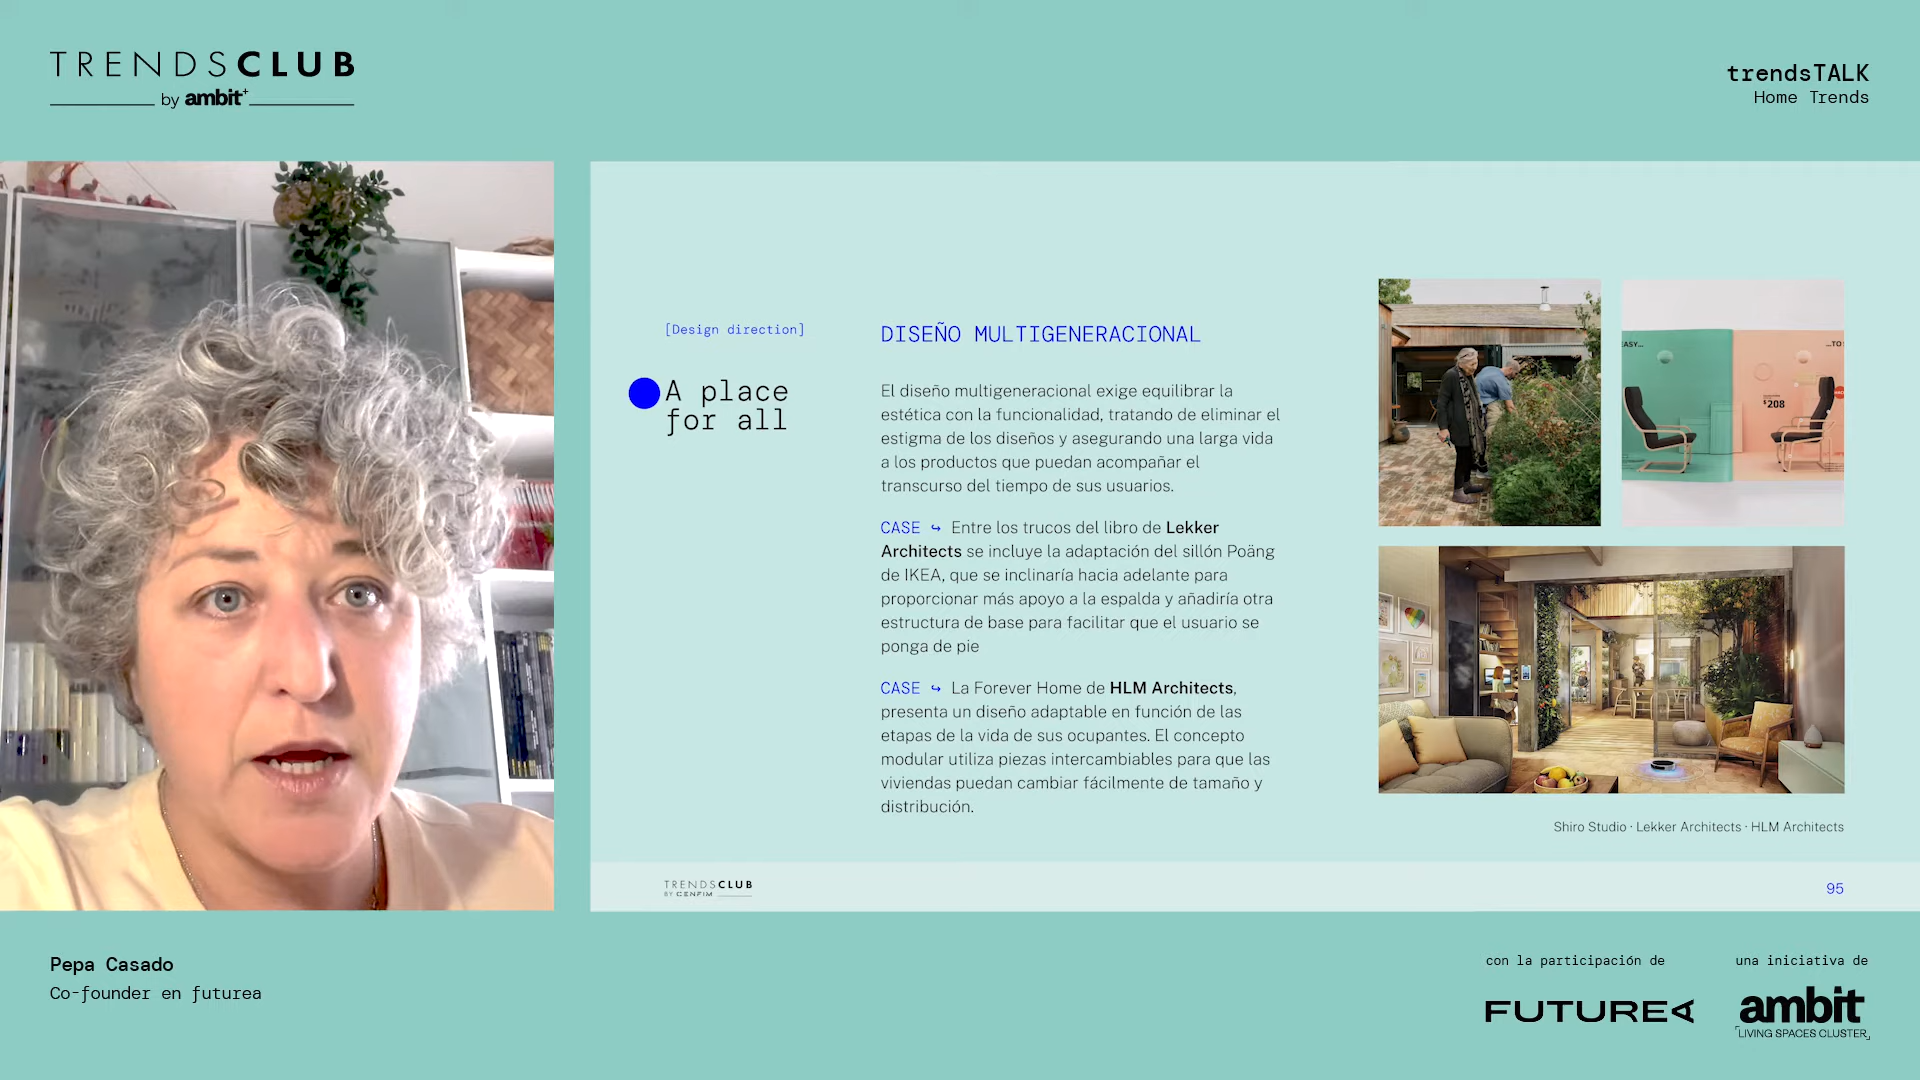 TRENDSCLUB
by ambit+
trendsTALK
Home Trends
[Design direction]
A place
for all
DISEÑO MULTIGENERACIONAL
El diseño multigeneracional exige equilibrar la
estética con la funcionalidad, tratando de eliminar el
estigma de los diseños y asegurando una larga vida
a los productos que puedan acompañar el
transcurso del tiempo de sus usuarios.
CASE ↪ Entre los trucos del libro de Lekker
Architects se incluye la adaptación del sillón Poäng
de IKEA, que se inclinaría hacia adelante para
proporcionar más apoyo a la espalda y añadiría otra
estructura de base para facilitar que el usuario se
ponga de pie
CASE ↪ La Forever Home de HLM Architects,
presenta un diseño adaptable en función de las
etapas de la vida de sus ocupantes. El concepto
modular utiliza piezas intercambiables para que las
viviendas puedan cambiar fácilmente de tamaño y
distribución.
EASY...
...TO
$208
Shiro Studio · Lekker Architects · HLM Architects
TRENDSCLUB
BY CENFIM
95
Pepa Casado
Co-founder en futurea
con la participación de
FUTUREA
una iniciativa de
ambit
LIVING SPACES CLUSTER